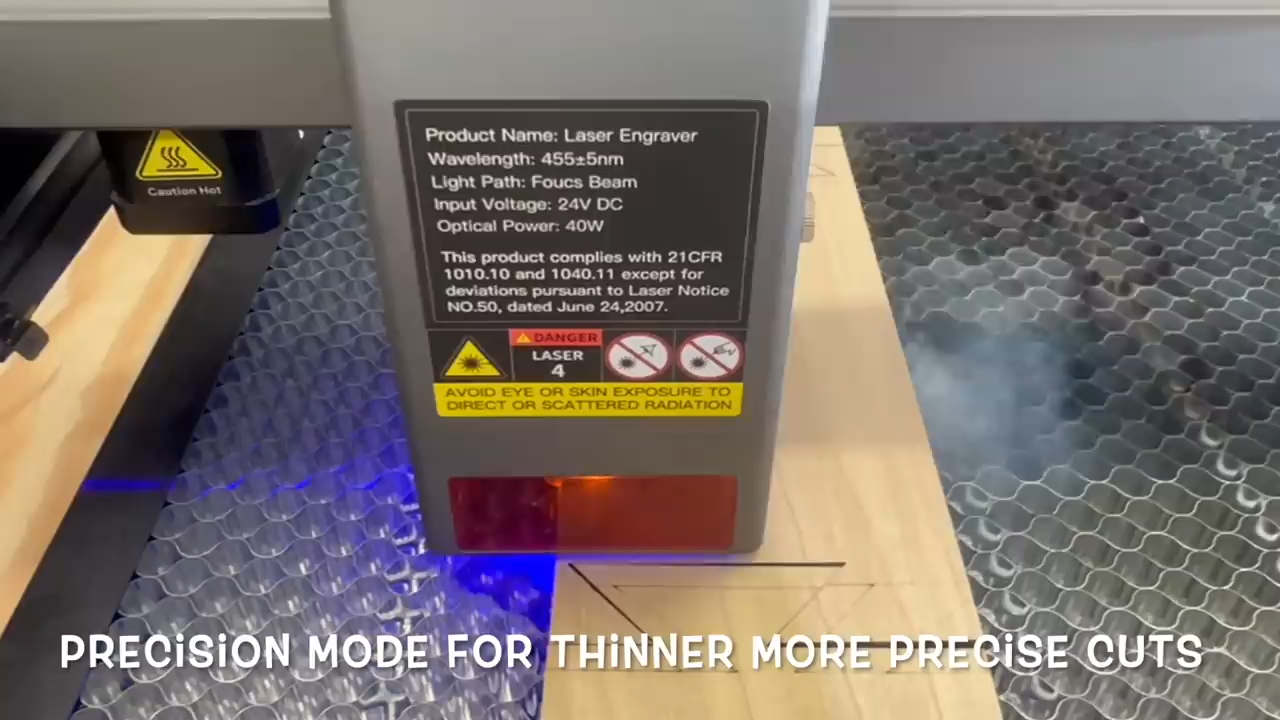 Product Name: Laser Engraver
Wavelength: 455±5nm
Light Path: Foucs Beam
Input Voltage: 24V DC
Optical Power: 40W
This product complies with 21CFR
1010.10 and 1040.11 except for
deviations pursuant to Laser Notice
NO.50, dated June 24,2007.
Caution Hot
DANGER
LASER
4
AVOID EYE OR SKIN EXPOSURE TO
DIRECT OR SCATTERED RADIATION
PRECiSiON MODE FOR THiNNER MORE PRECiSE CUTS